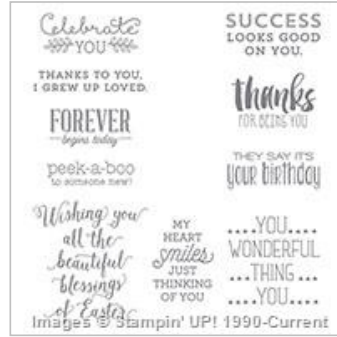 Celebrate
YOU
THANKS TO YOU,
I GREW UP LOVED.
FOREVER
begins today
peek-a-boo
to someone new!
Wishing you
all the
beautiful
blessings
of Easter
SUCCESS
LOOKS GOOD
ON YOU.
thanks
FOR BEING YOU
THEY SAY IT'S
your birthday
MY
HEART
smiles
JUST
THINKING
OF YOU
....YOU....
WONDERFUL
...THING...
....YOU....
Images © Stampin' UP! 1990-Current